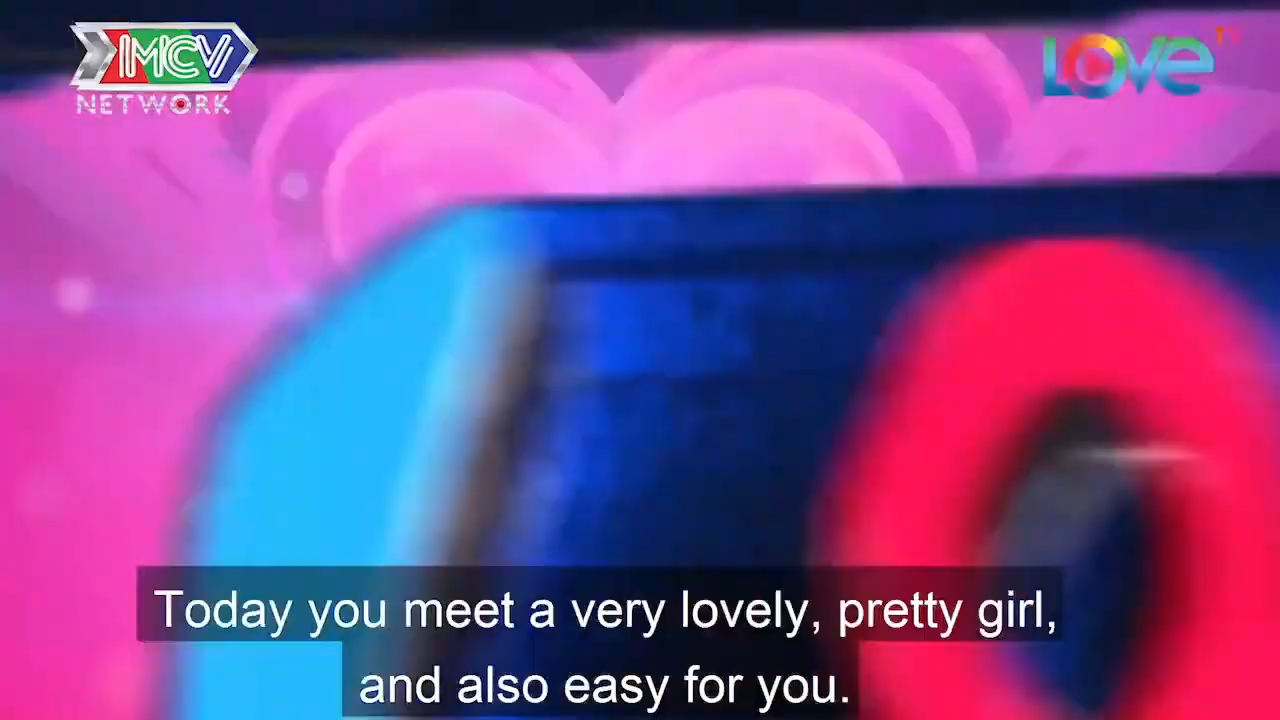 MCV
NETWORK
LOVE TV
Today you meet a very lovely, pretty girl,
and also easy for you.